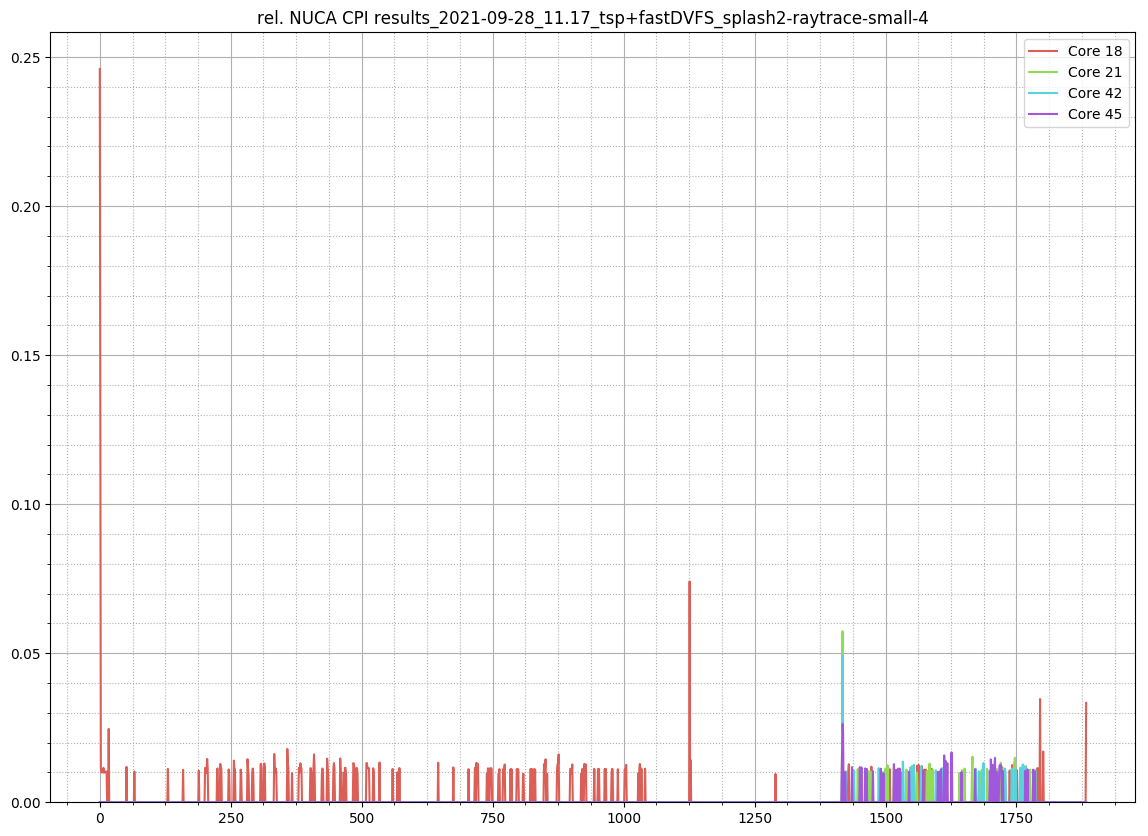 rel. NUCA CPI results_2021-09-28_11.17_tsp+fastDVFS_splash2-raytrace-small-4
Core 18
Core 21
Core 42
Core 45
0.25
0.20
0.15
0.10
0.05
0.00
0 250 500 750 1000 1250 1500 1750